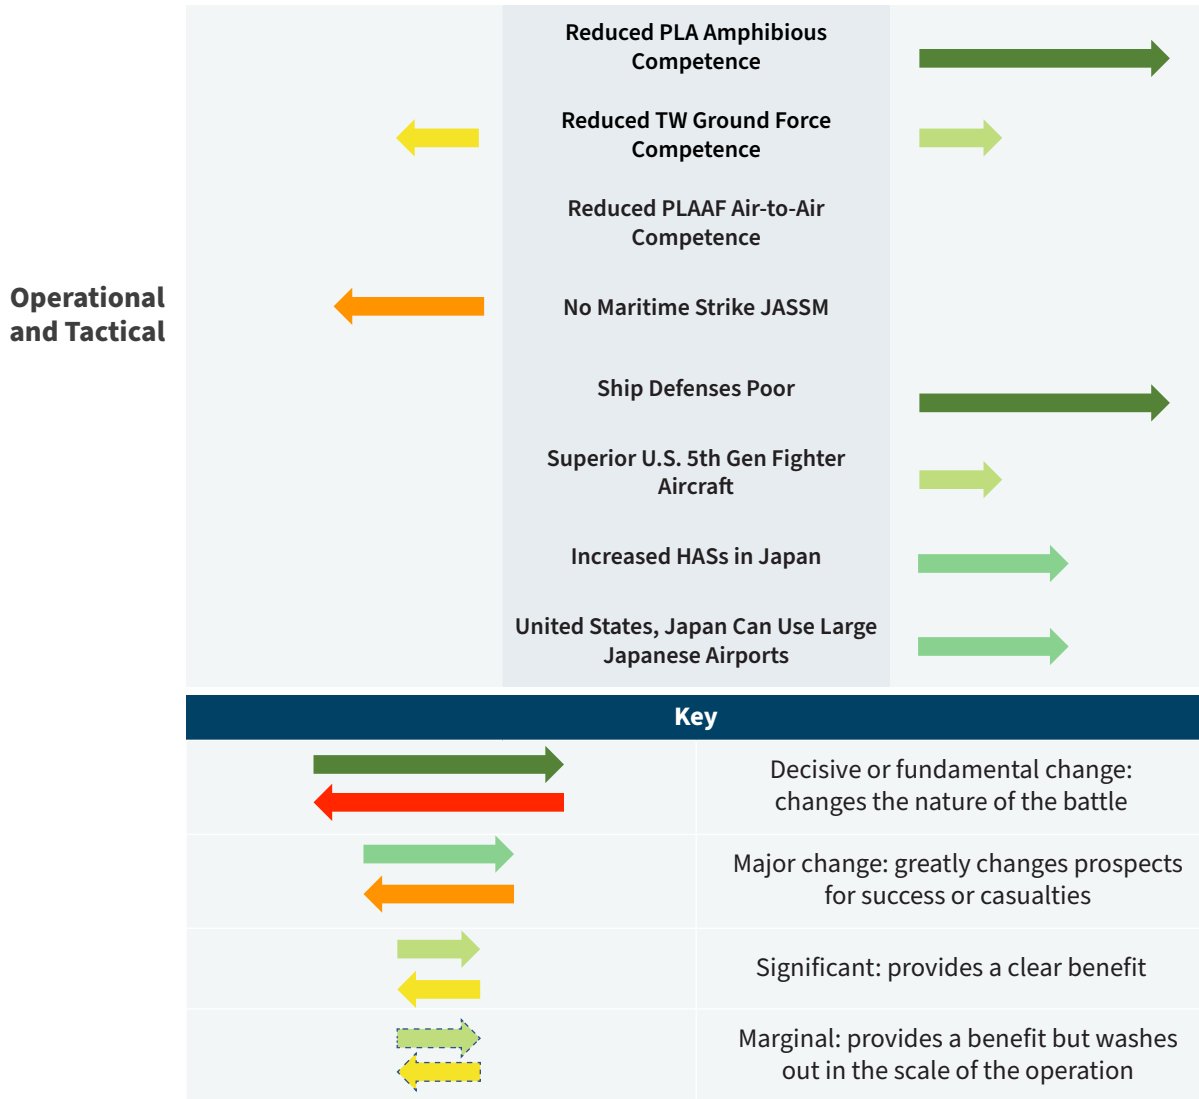 Operational
and Tactical
Reduced PLA Amphibious
Competence
Reduced TW Ground Force
Competence
Reduced PLAAF Air-to-Air
Competence
No Maritime Strike JASSM
Ship Defenses Poor
Superior U.S. 5th Gen Fighter
Aircraft
Increased HASs in Japan
United States, Japan Can Use Large
Japanese Airports
Key
Decisive or fundamental change:
changes the nature of the battle
Major change: greatly changes prospects
for success or casualties
Significant: provides a clear benefit
Marginal: provides a benefit but washes
out in the scale of the operation